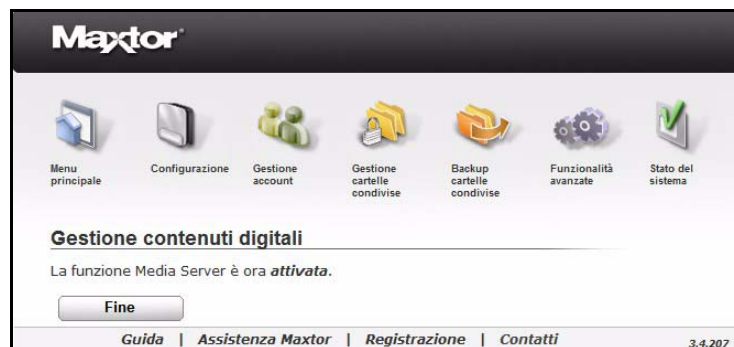 Maxtor
Menu principale
Configurazione
Gestione account
Gestione cartelle condivise
Backup cartelle condivise
Funzionalità avanzate
Stato del sistema
Gestione contenuti digitali
La funzione Media Server è ora attivata.
Fine
Guida | Assistenza Maxtor | Registrazione | Contatti
3.4.207